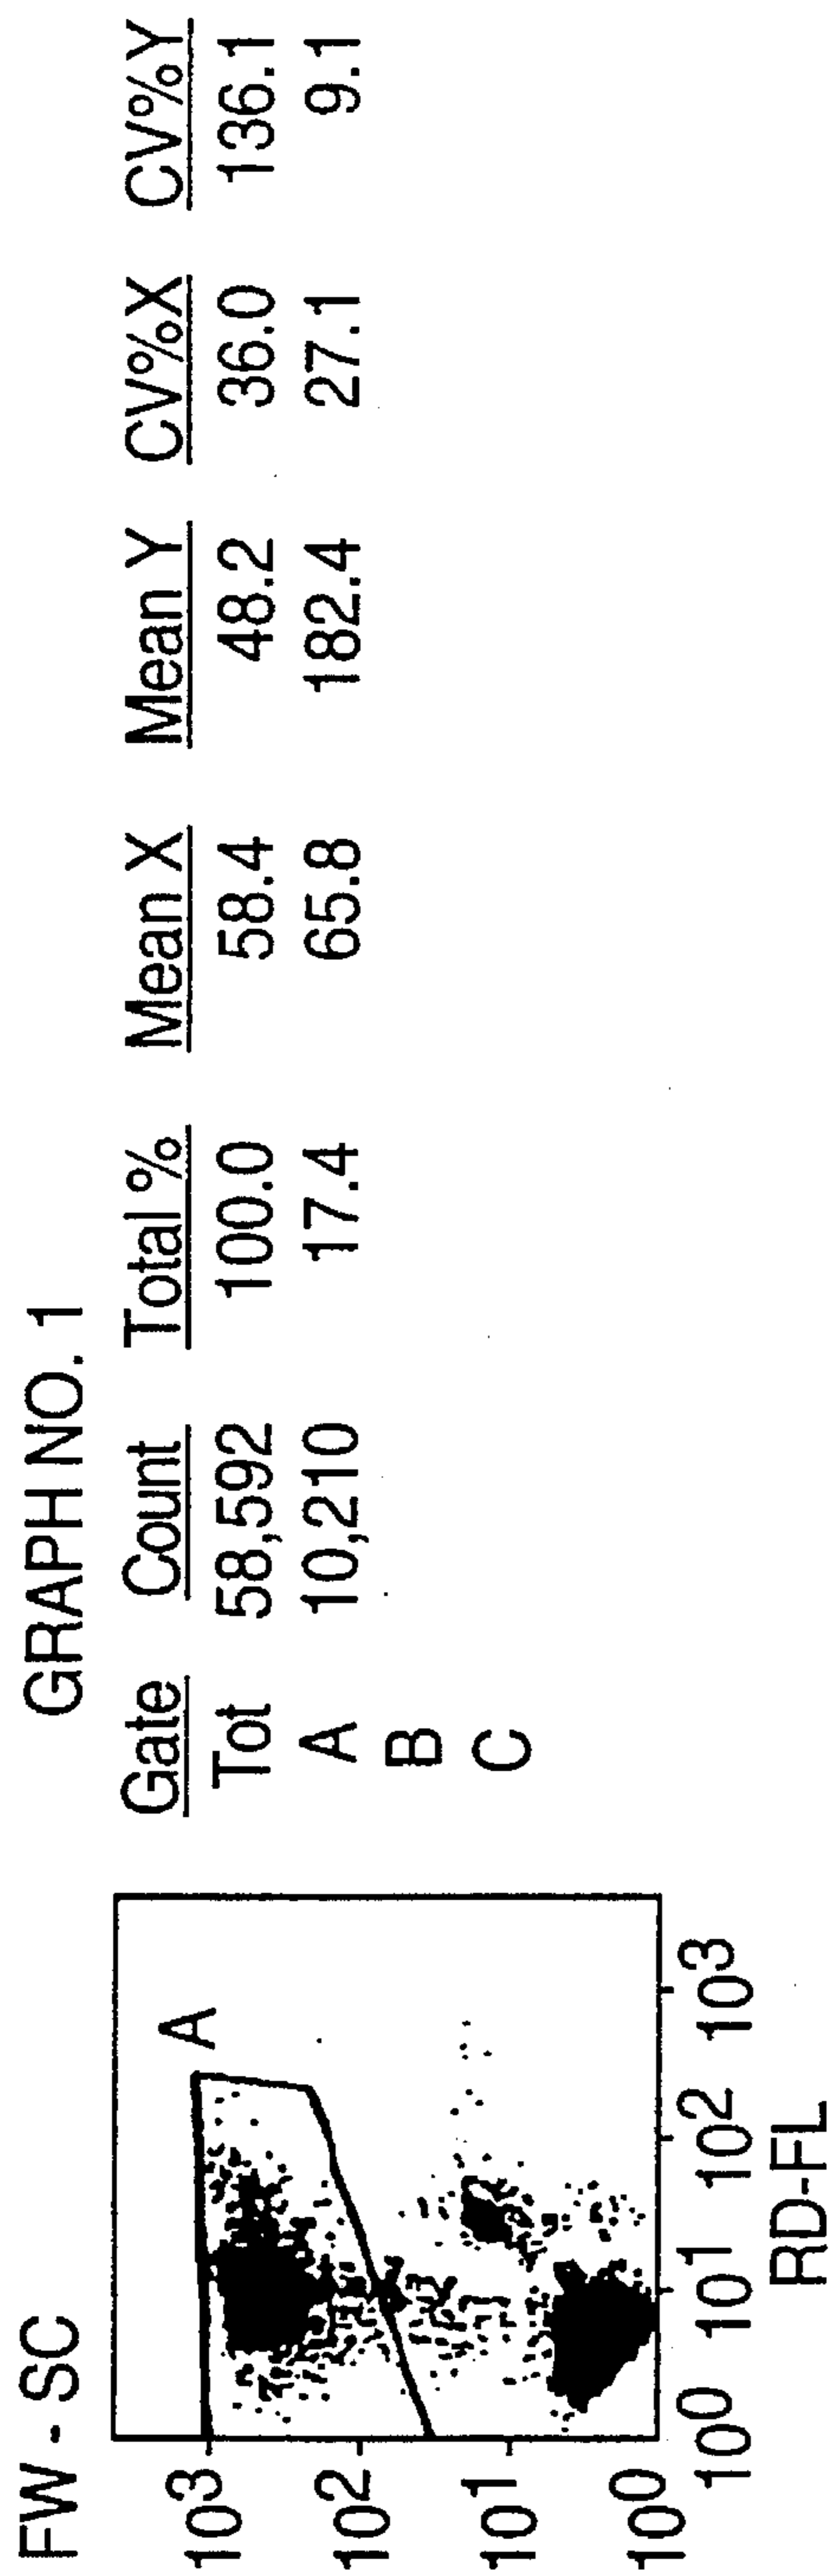 GRAPH NO. 1
FW - SC
Gate Count Total % Mean X Mean Y CV%X CV%Y
Tot 58,592 100.0 58.4 48.2 36.0 136.1
A 10,210 17.4 65.8 182.4 27.1 9.1
B
C
A
10³
10²
10¹
10⁰
10⁰ 10¹ 10² 10³
RD-FL